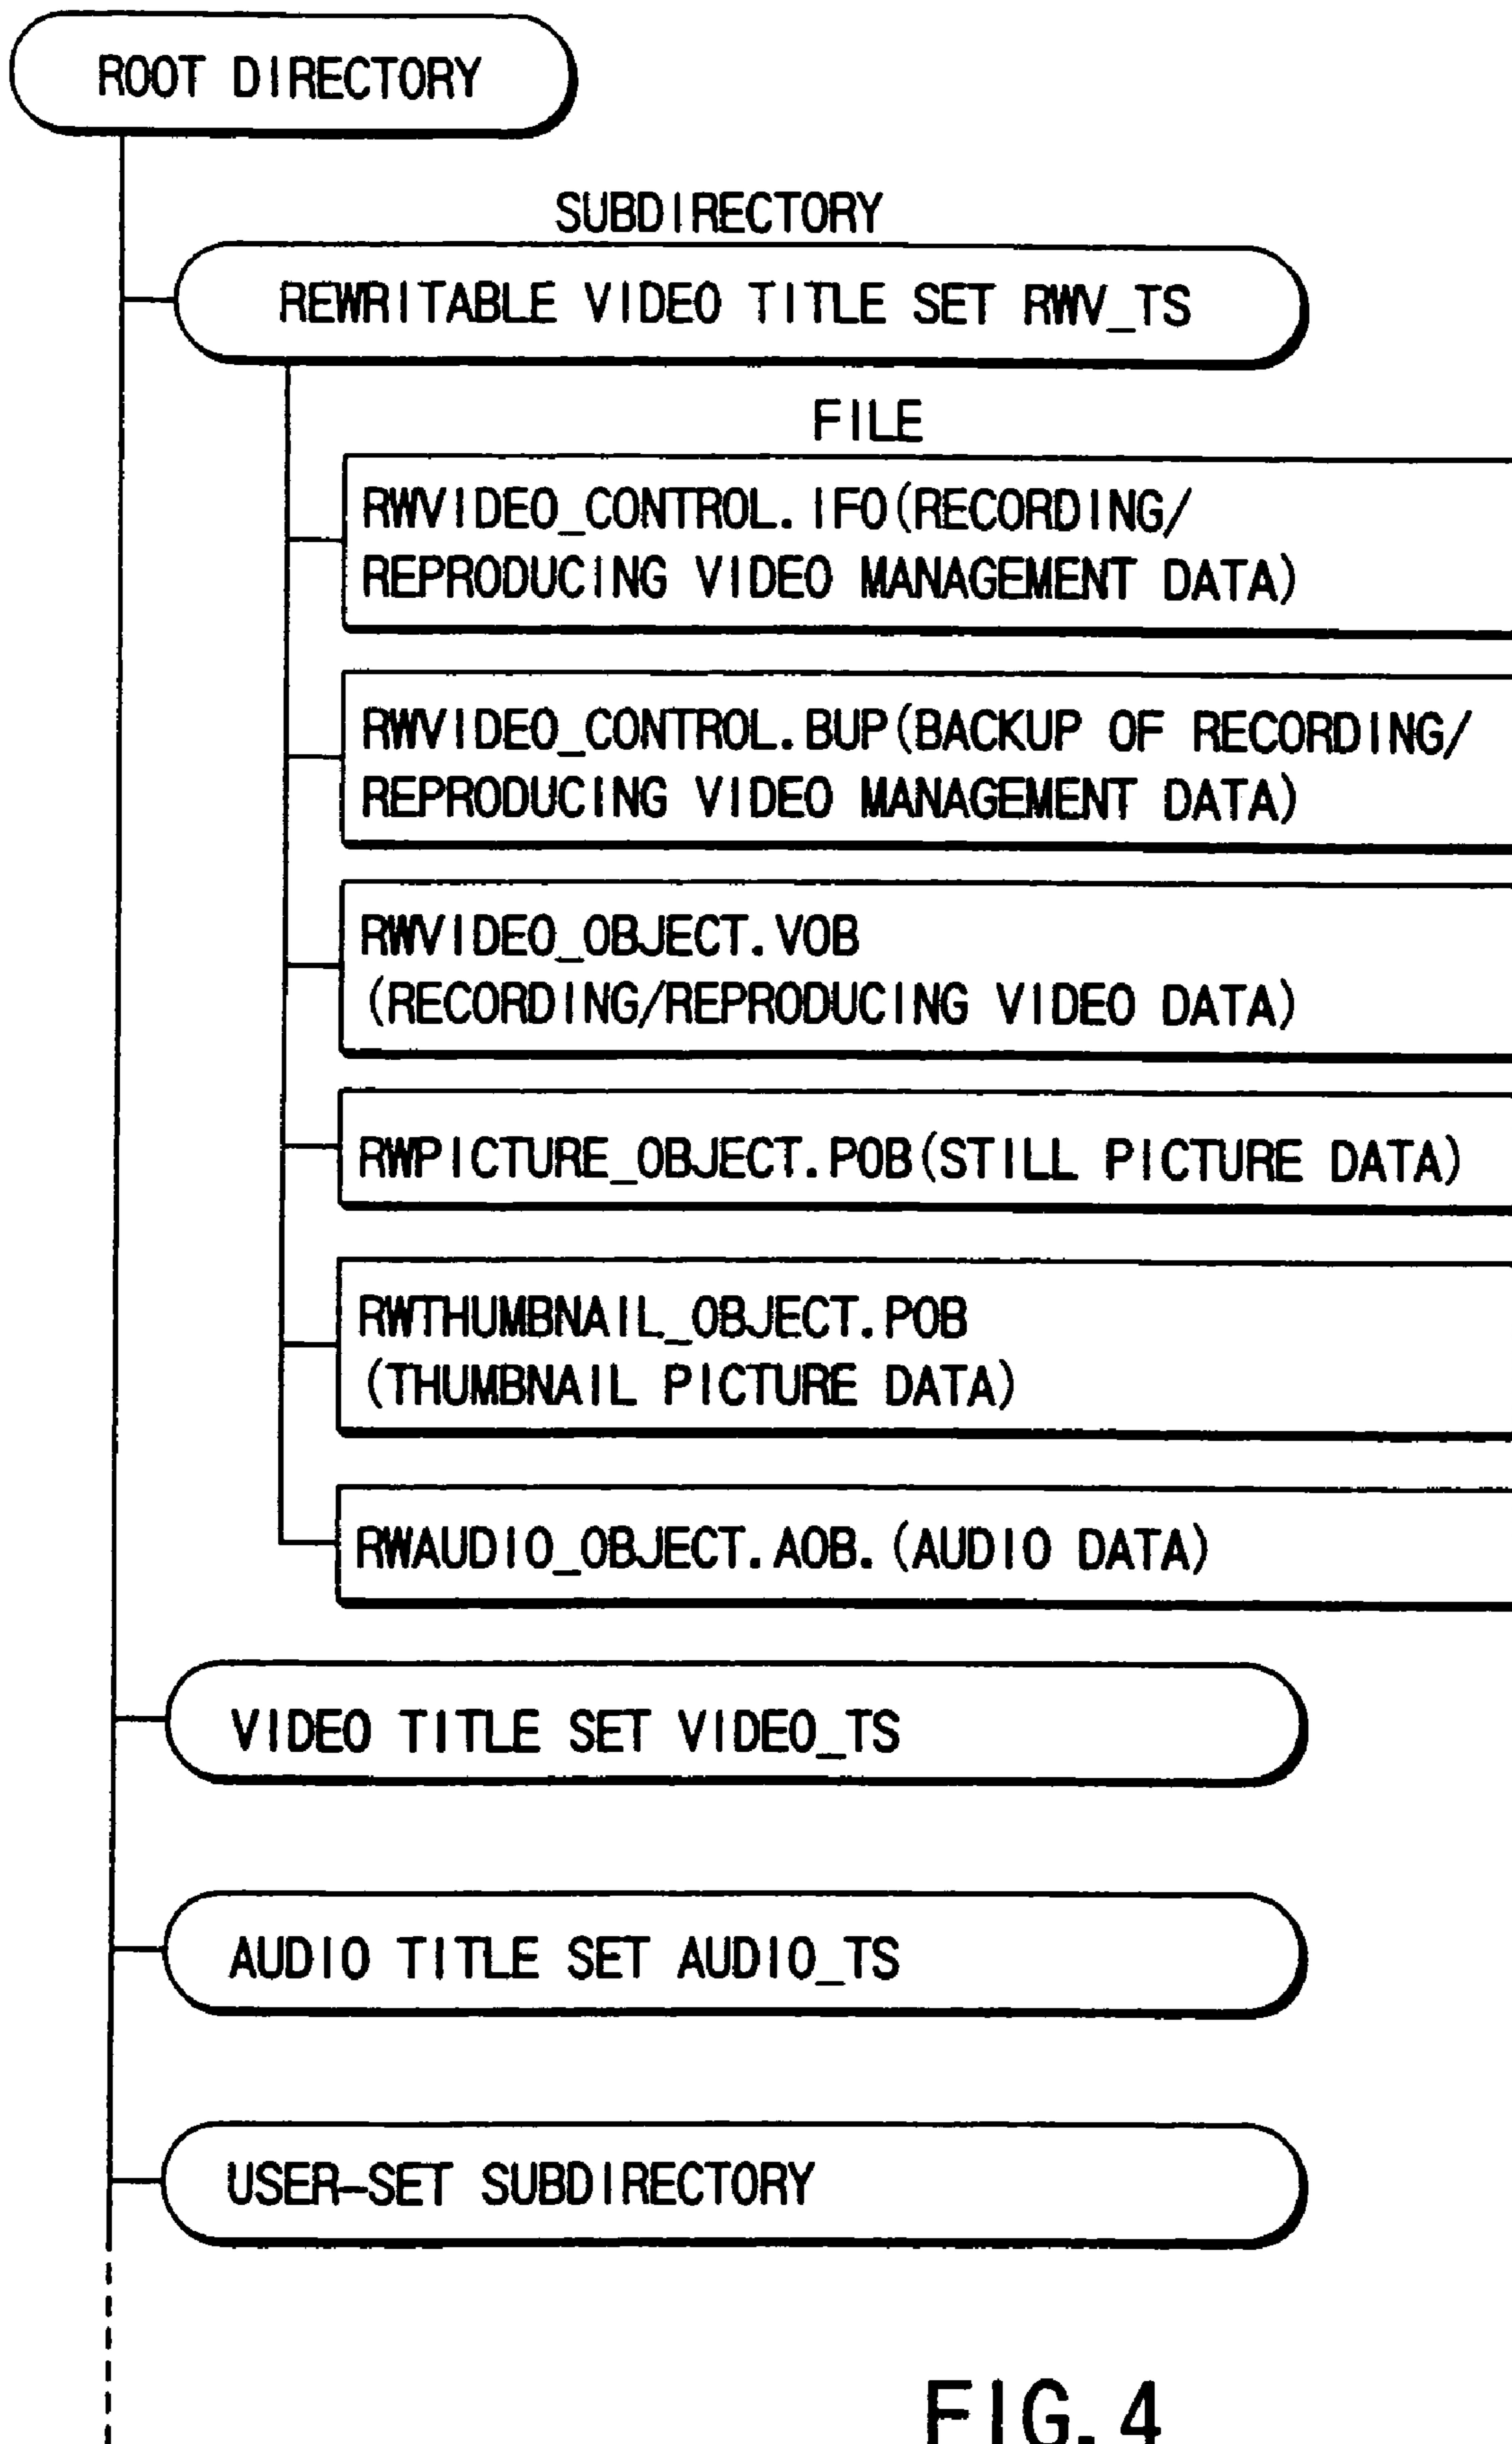 ROOT DIRECTORY
SUBDIRECTORY
REWRITABLE VIDEO TITLE SET RWV_TS
FILE
RWVIDEO_CONTROL.IFO(RECORDING/
REPRODUCING VIDEO MANAGEMENT DATA)
RWVIDEO_CONTROL.BUP(BACKUP OF RECORDING/
REPRODUCING VIDEO MANAGEMENT DATA)
RWVIDEO_OBJECT.VOB
(RECORDING/REPRODUCING VIDEO DATA)
RWPICTURE_OBJECT.POB(STILL PICTURE DATA)
RWTHUMBNAIL_OBJECT.POB
(THUMBNAIL PICTURE DATA)
RWAUDIO_OBJECT.AOB.(AUDIO DATA)
VIDEO TITLE SET VIDEO_TS
AUDIO TITLE SET AUDIO_TS
USER-SET SUBDIRECTORY
FIG.4